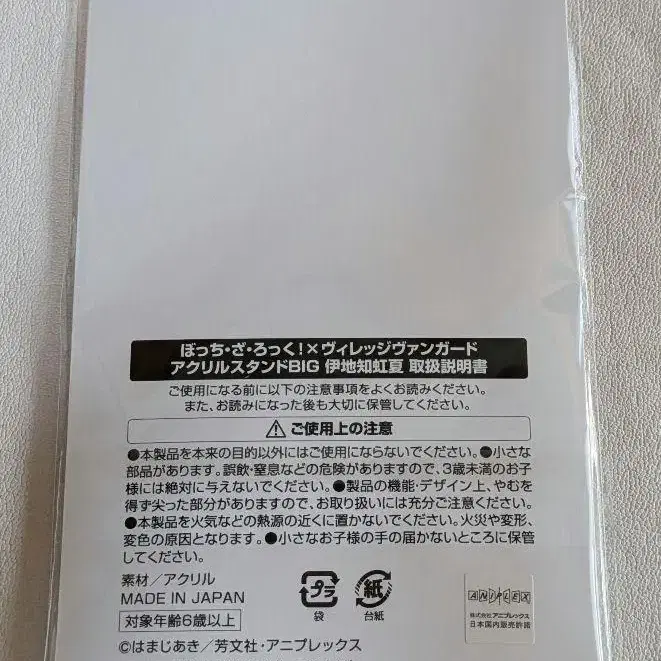 ぼっち・ざ・ろっく!×ヴィレッジヴァンガード
アクリルスタンドBIG 伊地知虹夏 取扱説明書
ご使用になる前に以下の注意事項をよくお読みください。
また、お読みになった後も大切に保管してください。
ご使用上の注意
●本製品を本来の目的以外にはご使用にならないでください。●小さな
部品があります。誤飲・窒息などの危険がありますので、3歳未満のお子
様には絶対に与えないでください。●製品の機能・デザイン上、やむを
得ず尖った部分がありますので、お取り扱いには充分ご注意ください。
●本製品を火気などの熱源の近くに置かないでください。火災や変形、
変色の原因となります。●小さなお子様の手の届かないところに保管
してください。
素材/アクリル
MADE IN JAPAN
対象年齢6歳以上
プラ
袋
紙
台紙
ANIPLEX
株式会社アニプレックス
日本国内販売許諾
©はまじあき/芳文社・アニプレックス